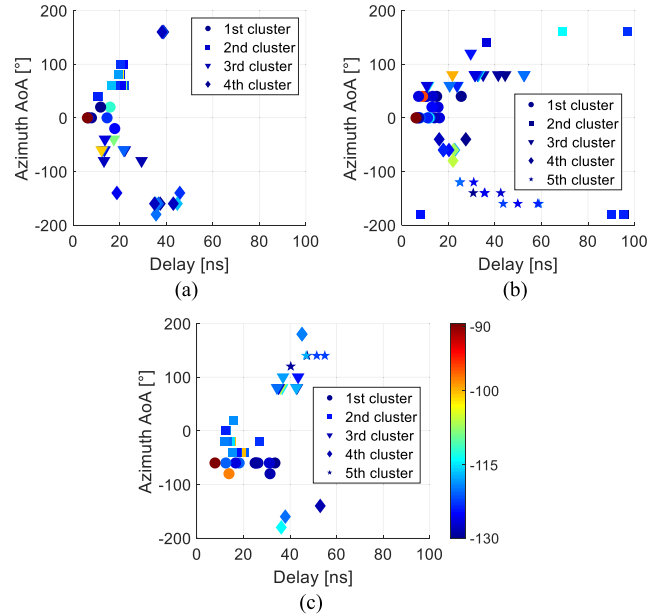 200
100
0
-100
-200
Azimuth AoA [°]
0 20 40 60 80 100
Delay [ns]
1st cluster
2nd cluster
3rd cluster
4th cluster
(a)
200
100
0
-100
-200
Azimuth AoA [°]
0 20 40 60 80 100
Delay [ns]
1st cluster
2nd cluster
3rd cluster
4th cluster
5th cluster
(b)
200
100
0
-100
-200
Azimuth AoA [°]
0 20 40 60 80 100
Delay [ns]
1st cluster
2nd cluster
3rd cluster
4th cluster
5th cluster
-90
-100
-115
-130
(c)